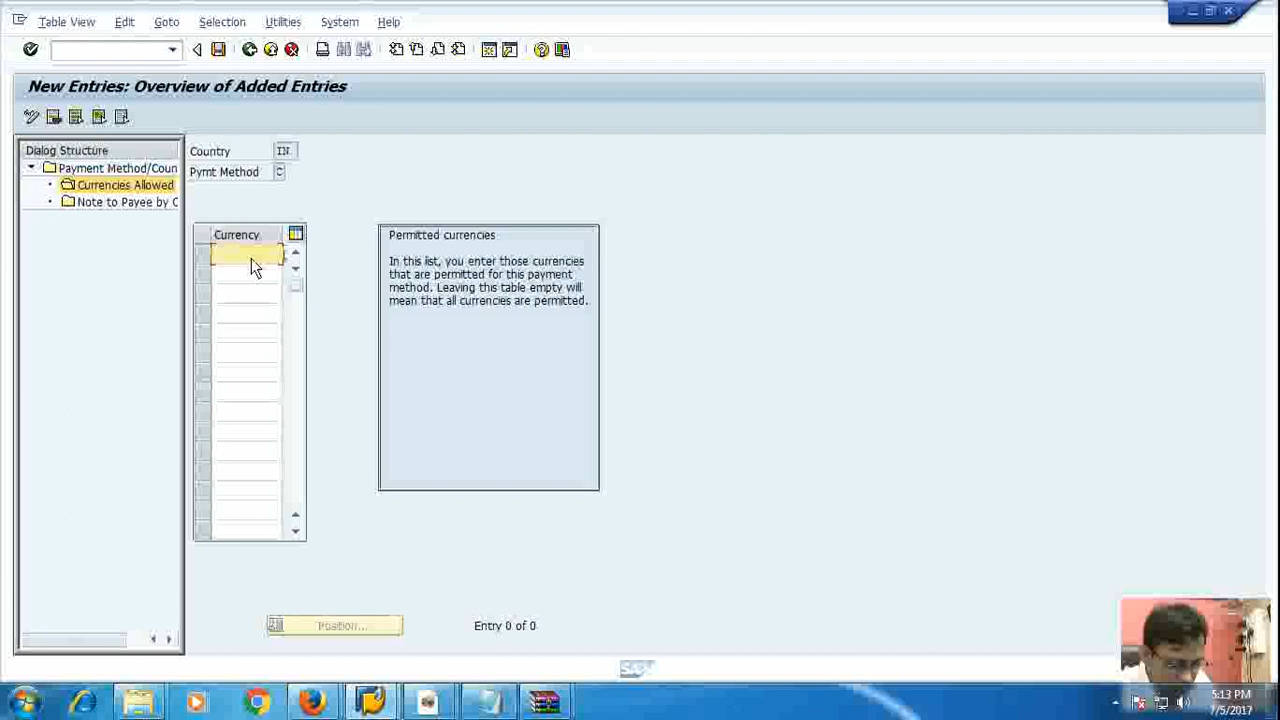 Table View Edit Goto Selection Utilities System Help
New Entries: Overview of Added Entries
Dialog Structure
Payment Method/Coun
Currencies Allowed
Note to Payee by C
Country IN
Pymt Method C
Currency
Permitted currencies
In this list, you enter those currencies
that are permitted for this payment
method. Leaving this table empty will
mean that all currencies are permitted.
Position...
Entry 0 of 0
SAP
5:13 PM
7/5/2017